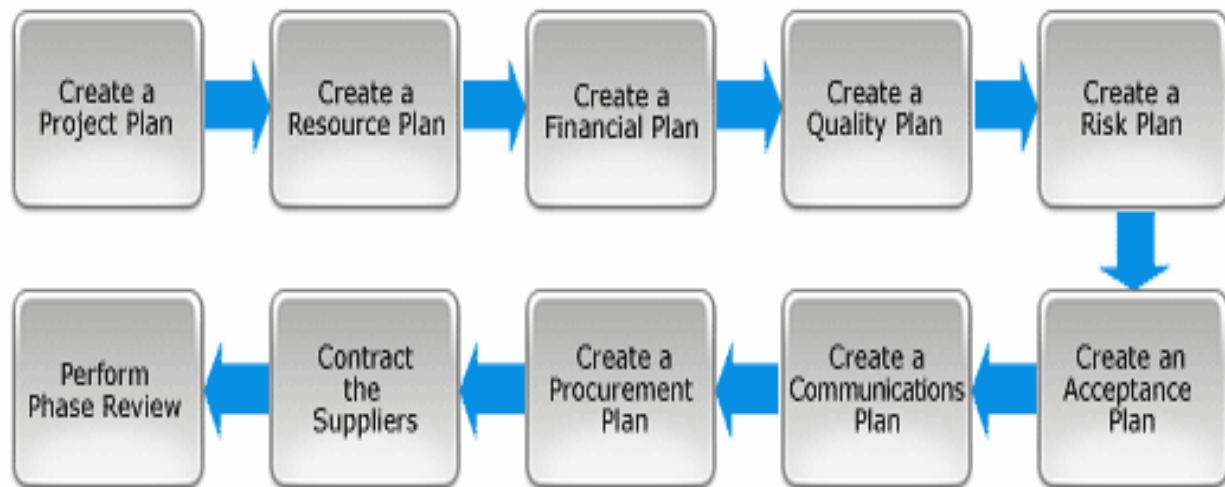 Create a
Project Plan
Create a
Resource Plan
Create a
Financial Plan
Create a
Quality Plan
Create a
Risk Plan
Create an
Acceptance
Plan
Create a
Communications
Plan
Create a
Procurement
Plan
Contract
the
Suppliers
Perform
Phase Review